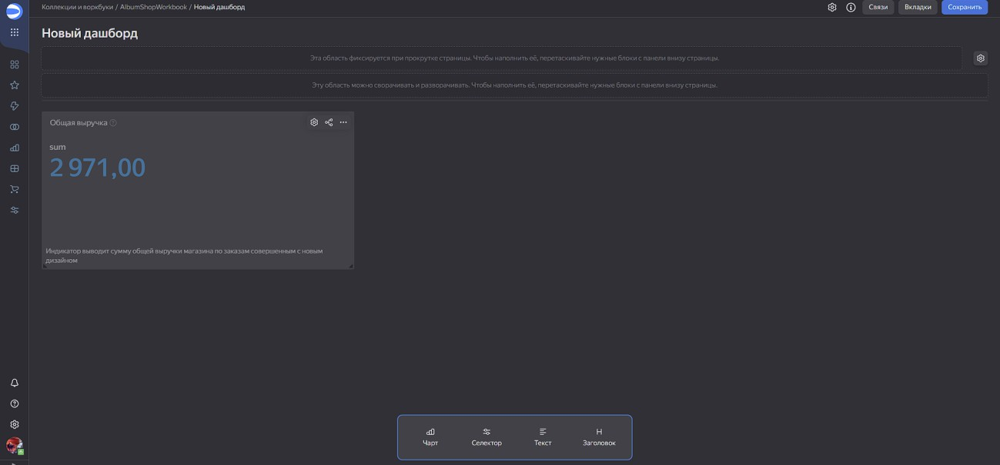 Коллекции и воркбуки / AlbumShopWorkbook / Новый дашборд
Связи
Вкладки
Сохранить
Новый дашборд
Эта область фиксируется при прокрутке страницы. Чтобы наполнить её, перетаскивайте нужные блоки с панели внизу страницы.
Эту область можно сворачивать и разворачивать. Чтобы наполнить её, перетаскивайте нужные блоки с панели внизу страницы.
Общая выручка
sum
2 971,00
Индикатор выводит сумму общей выручки магазина по заказам совершенным с новым
дизайном
Чарт
Селектор
Текст
H
Заголовок